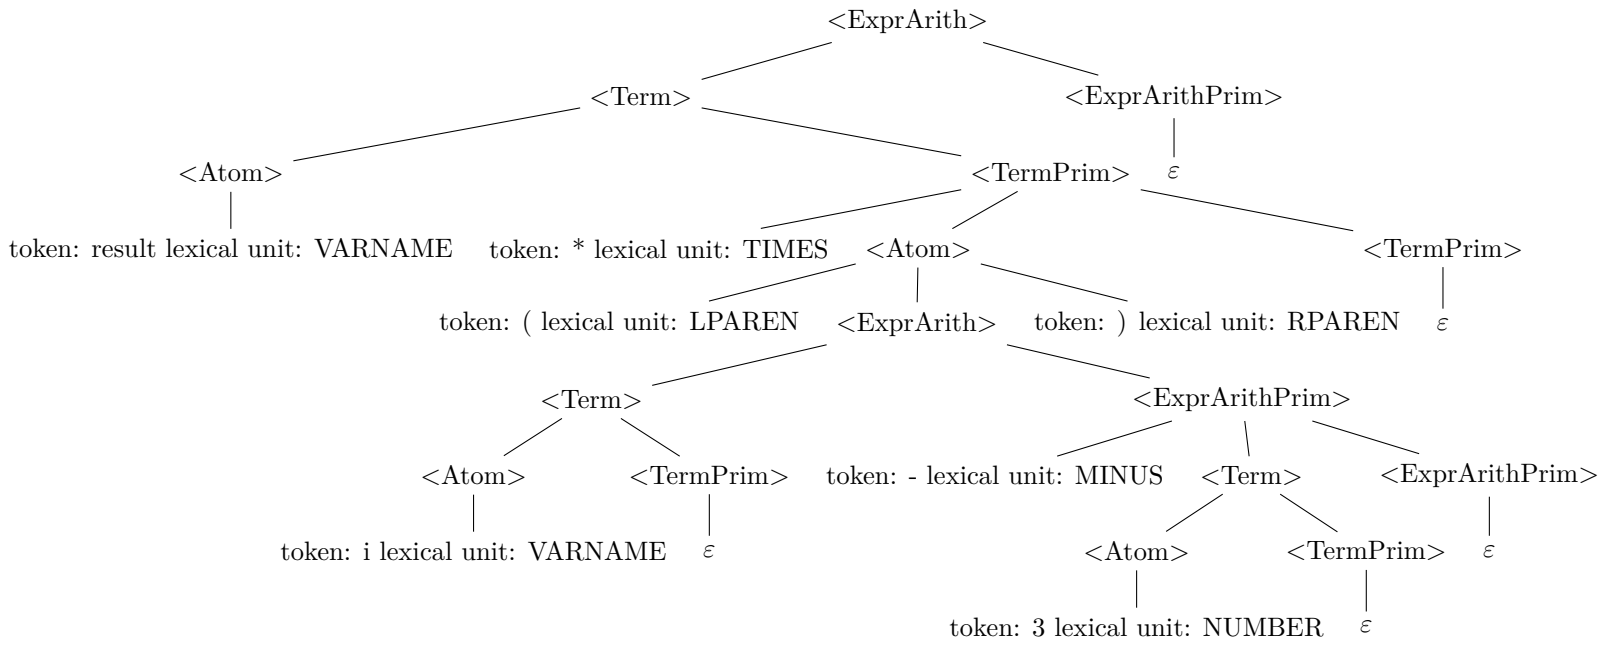 <ExprArith>
<Term> <ExprArithPrim>
<Atom> <TermPrim> ε
token: result lexical unit: VARNAME token: * lexical unit: TIMES <Atom> <TermPrim>
token: ( lexical unit: LPAREN <ExprArith> token: ) lexical unit: RPAREN ε
<Term> <ExprArithPrim>
<Atom> <TermPrim> token: - lexical unit: MINUS <Term> <ExprArithPrim>
token: i lexical unit: VARNAME ε <Atom> <TermPrim> ε
token: 3 lexical unit: NUMBER ε